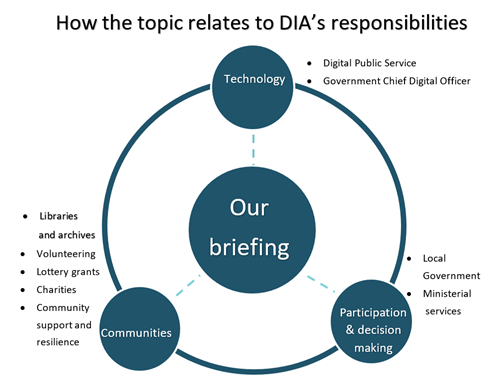 How the topic relates to DIA's responsibilities
Technology
• Digital Public Service
• Government Chief Digital Officer
Our
briefing
• Libraries
and archives
• Volunteering
• Lottery grants
• Charities
• Community
support and
resilience
Communities
• Local
Government
• Ministerial
services
Participation
& decision
making